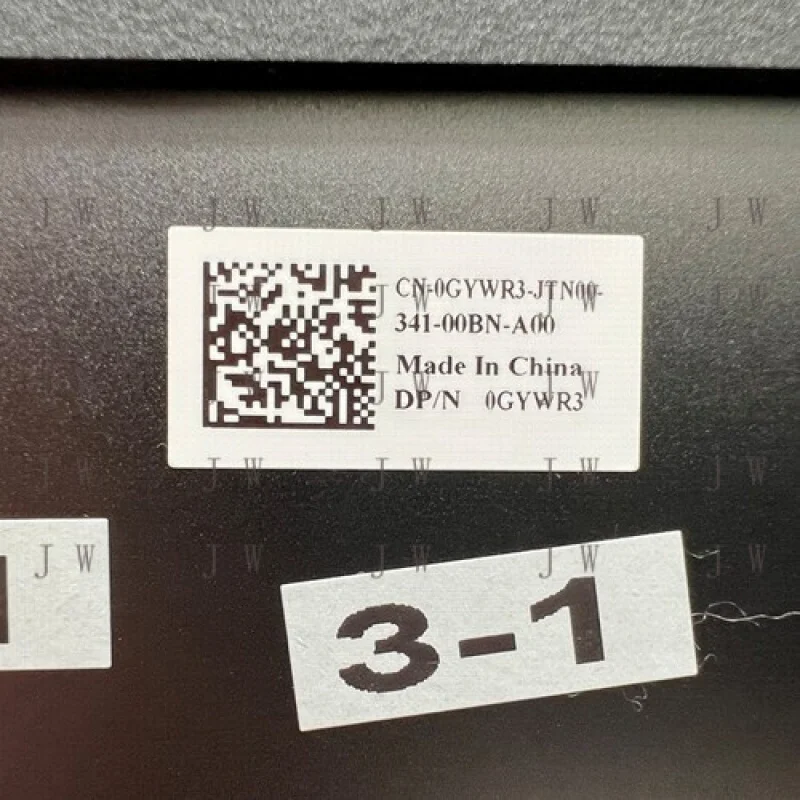 CN-0GYWR3-JTN00-
341-00BN-A00
Made In China
DP/N 0GYWR3
3-1
J W